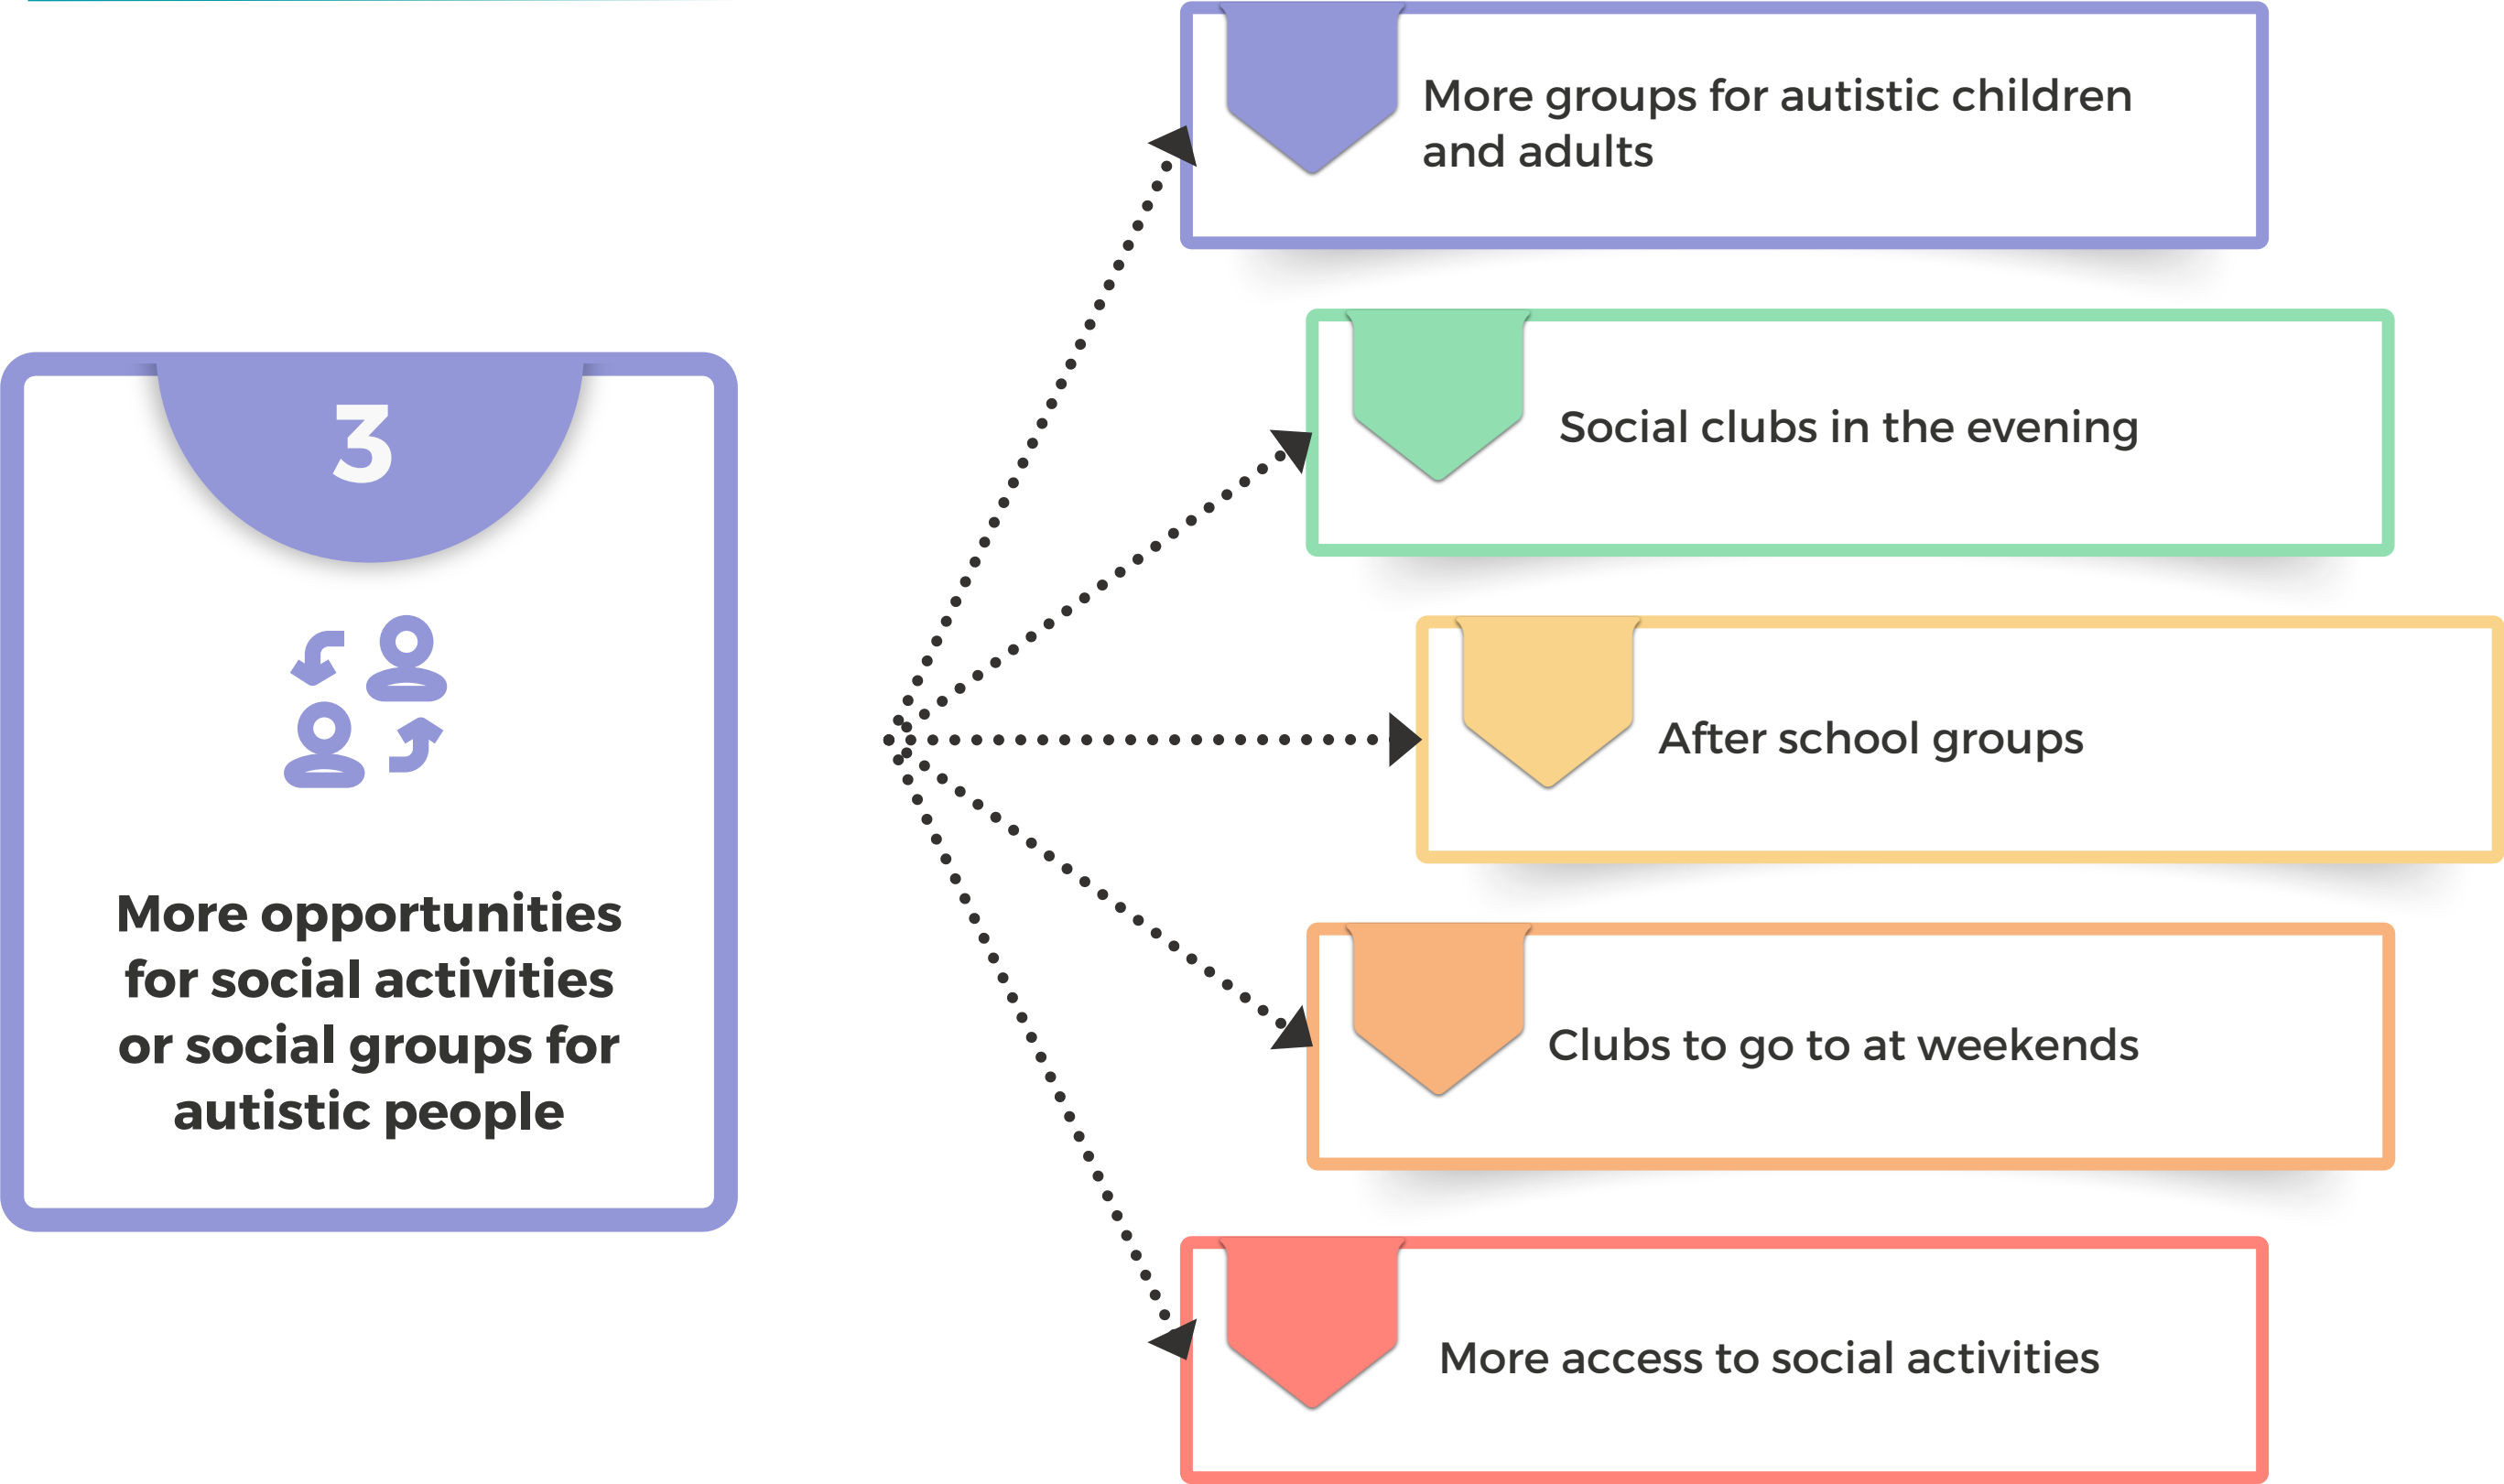 3
More opportunities
for social activities
or social groups for
autistic people
More groups for autistic children
and adults
Social clubs in the evening
After school groups
Clubs to go to at weekends
More access to social activities